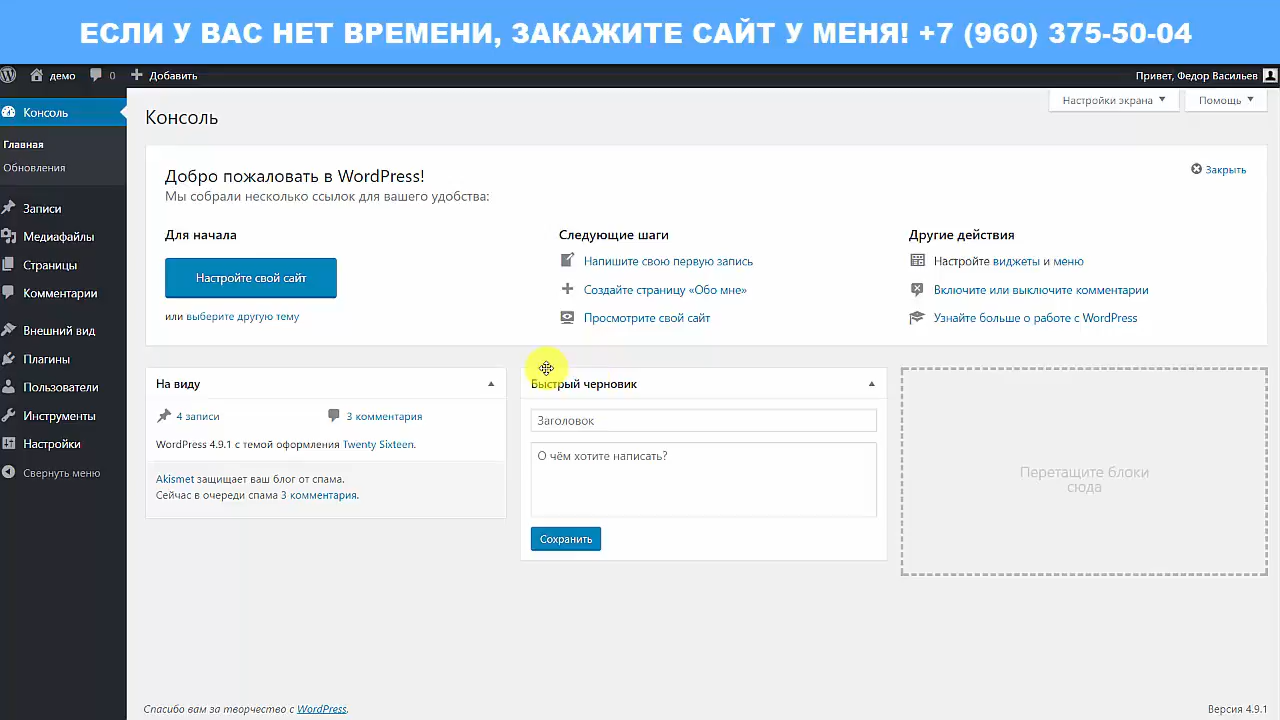 ЕСЛИ У ВАС НЕТ ВРЕМЕНИ, ЗАКАЖИТЕ САЙТ У МЕНЯ! +7 (960) 375-50-04
демо 0 Добавить Привет, Федор Васильев
Настройки экрана Помощь
Консоль
Главная
Обновления
Записи
Медиафайлы
Страницы
Комментарии
Внешний вид
Плагины
Пользователи
Инструменты
Настройки
Свернуть меню
Консоль
Добро пожаловать в WordPress!
Закрыть
Мы собрали несколько ссылок для вашего удобства:
Для начала
Настройте свой сайт
или выберите другую тему
Следующие шаги
Напишите свою первую запись
Создайте страницу «Обо мне»
Просмотрите свой сайт
Другие действия
Настройте виджеты и меню
Включите или выключите комментарии
Узнайте больше о работе с WordPress
На виду
4 записи 3 комментария
WordPress 4.9.1 с темой оформления Twenty Sixteen.
Akismet защищает ваш блог от спама.
Сейчас в очереди спама 3 комментария.
Быстрый черновик
Заголовок
О чём хотите написать?
Сохранить
Перетащите блоки
сюда
Спасибо вам за творчество с WordPress.
Версия 4.9.1